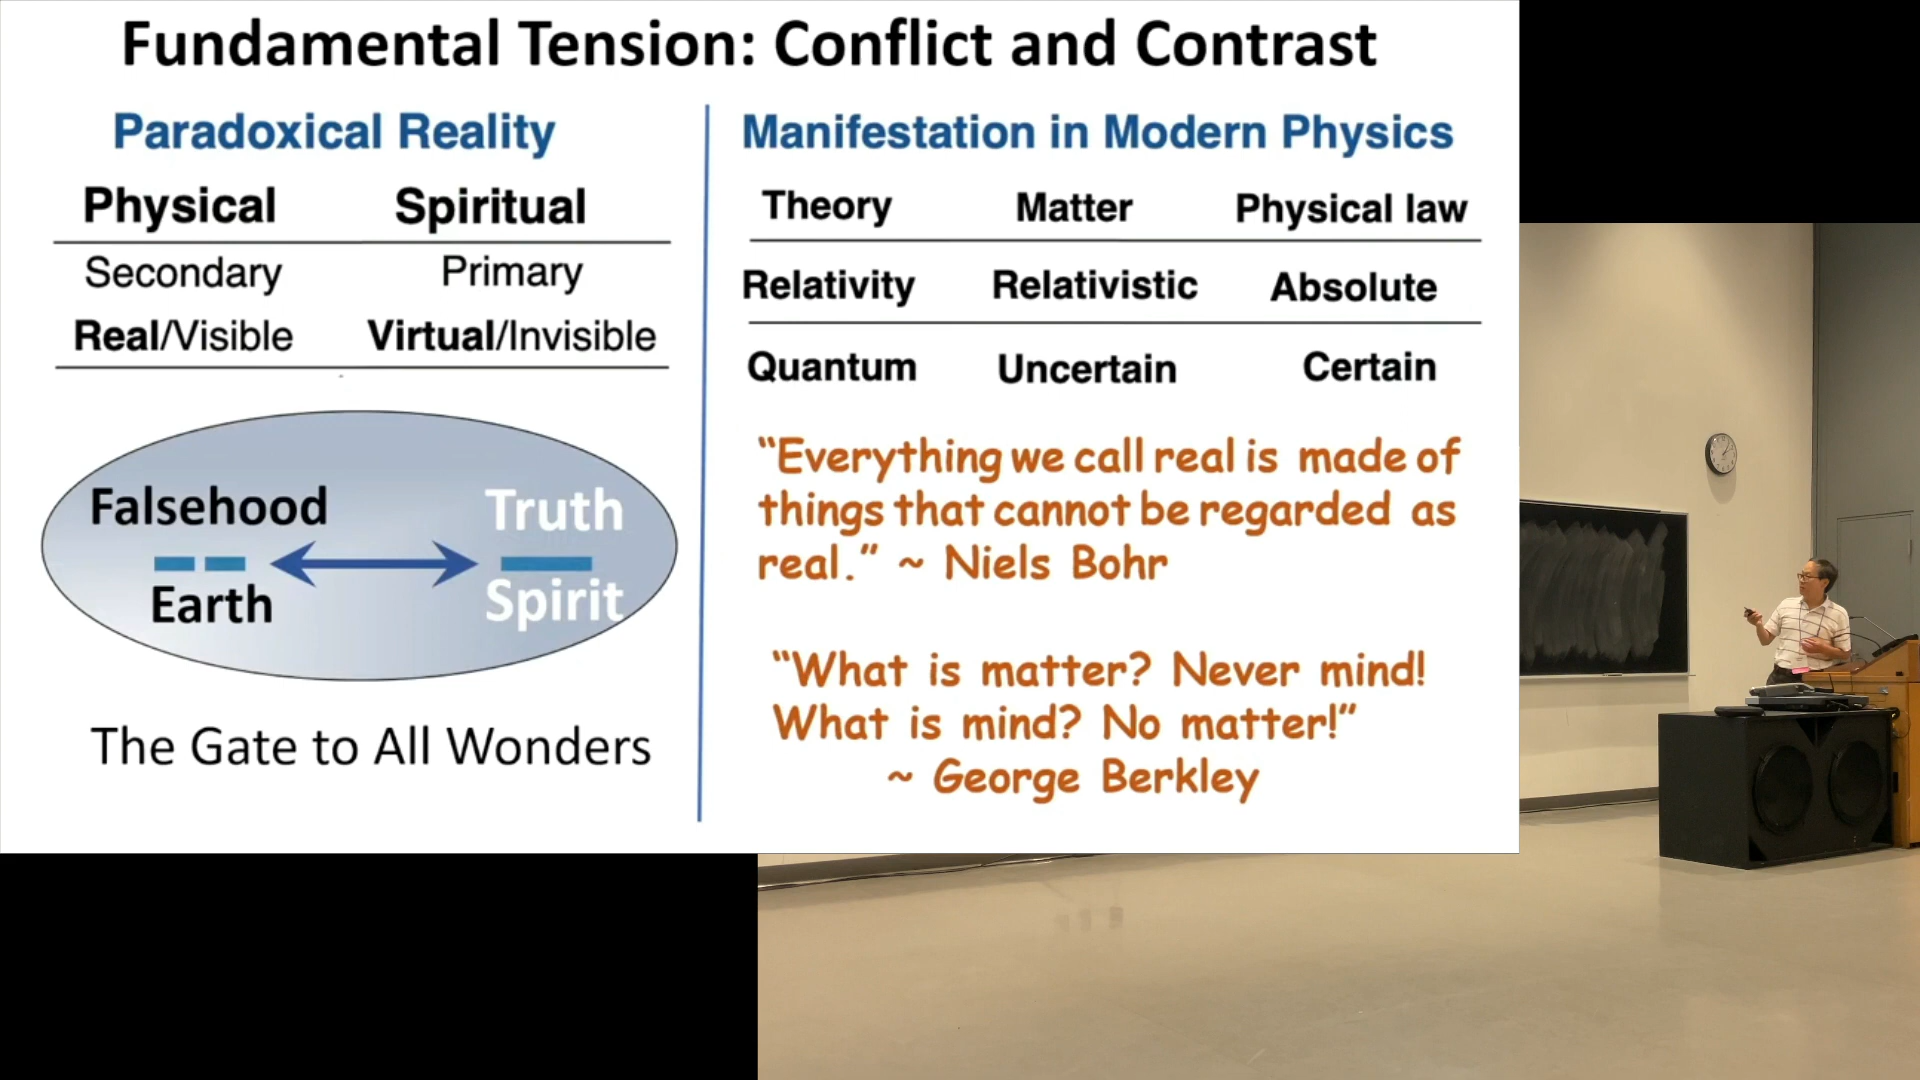 Fundamental Tension: Conflict and Contrast
Paradoxical Reality
Physical Spiritual
Secondary Primary
Real/Visible Virtual/Invisible
Falsehood Truth
Earth Spirit
The Gate to All Wonders
Manifestation in Modern Physics
Theory Matter Physical law
Relativity Relativistic Absolute
Quantum Uncertain Certain
“Everything we call real is made of
things that cannot be regarded as
real.” ~ Niels Bohr
“What is matter? Never mind!
What is mind? No matter!”
~ George Berkley